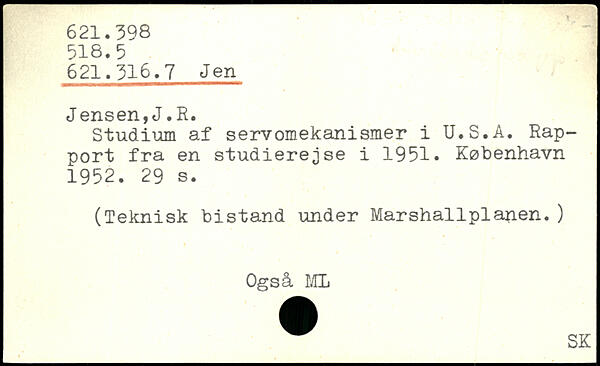 621.398
518.5
621.316.7 Jen
Jensen,J.R.
Studium af servomekanismer i U.S.A. Rap-
port fra en studierejse i 1951. København
1952. 29 s.
(Teknisk bistand under Marshallplanen.)
Også ML
SK